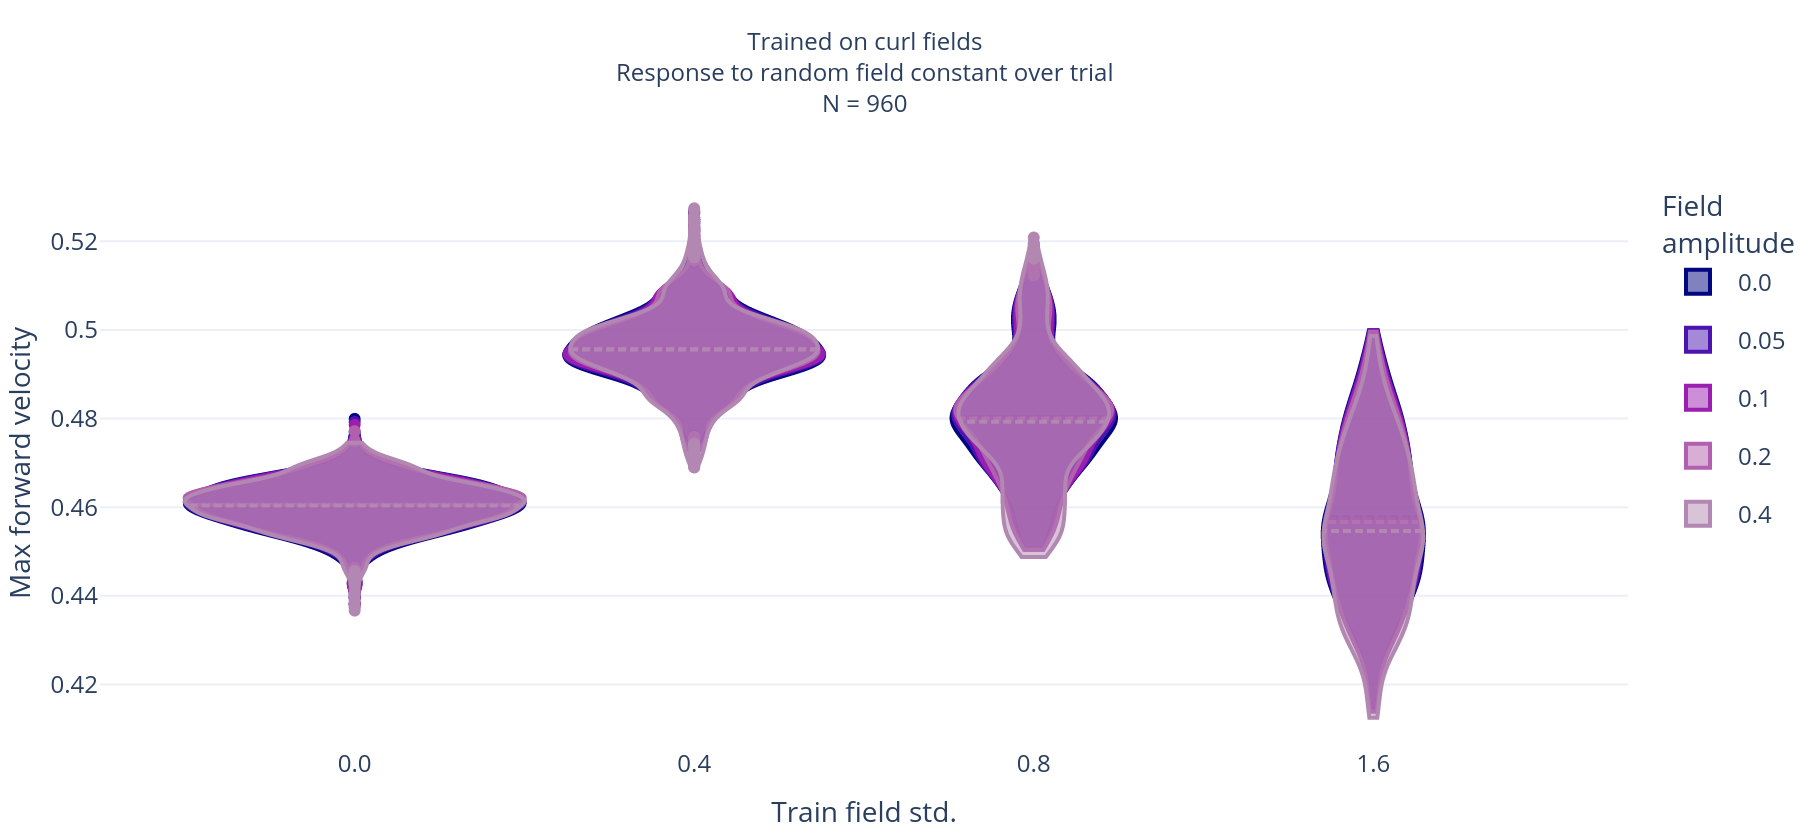 Trained on curl fields
Response to random field constant over trial
N = 960
Max forward velocity
0.52
0.5
0.48
0.46
0.44
0.42
0.0
0.4
0.8
1.6
Train field std.
Field
amplitude
0.0
0.05
0.1
0.2
0.4